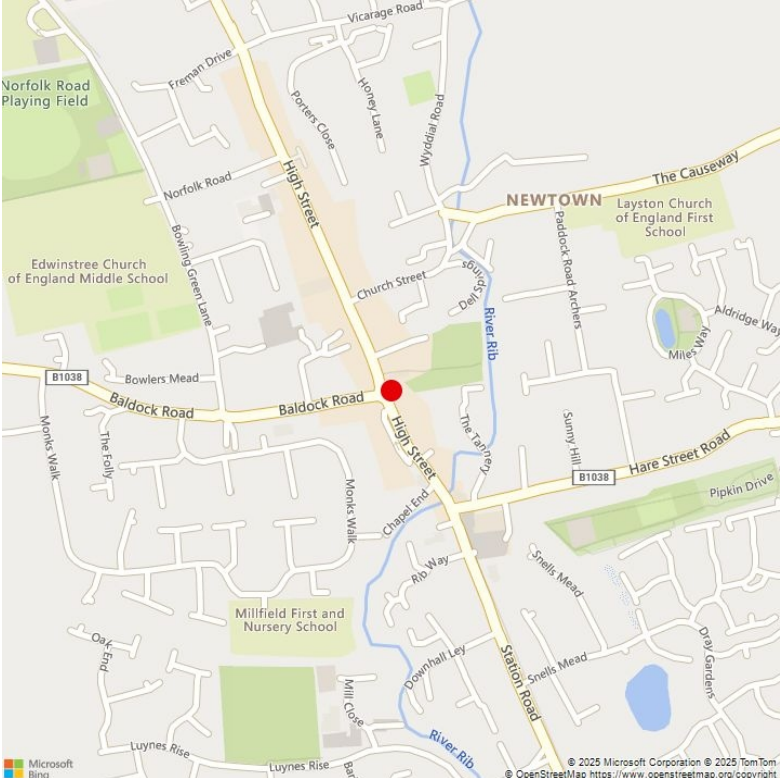 Vicarage Road
Freman Drive
Norfolk Road
Playing Field
Porters Close
Honey Lane
Wyddial Road
The Causeway
Norfolk Road
High Street
NEWTOWN
Layston Church
of England First
School
Paddock Road
Archers
Bowling Green Lane
Edwinstree Church
of England Middle School
Church Street
Dell Springs
River Rib
Aldridge Way
Miles Way
B1038
Bowlers Mead
Baldock Road
Baldock Road
High Street
The Tannery
Sunny Hill
Hare Street Road
B1038
Monks Walk
The Folly
Monks Walk
Chapel End
Pipkin Drive
Rib Way
Snells Mead
Millfield First and
Nursery School
Oak End
Downhall Ley
Station Road
Snells Mead
Dray Gardens
Mill Close
Luynes Rise
Luynes Rise
Bar
River Rib
Microsoft
Bing
© 2025 Microsoft Corporation © 2025 TomTom
© OpenStreetMap https://www.openstreetmap.org/copyright